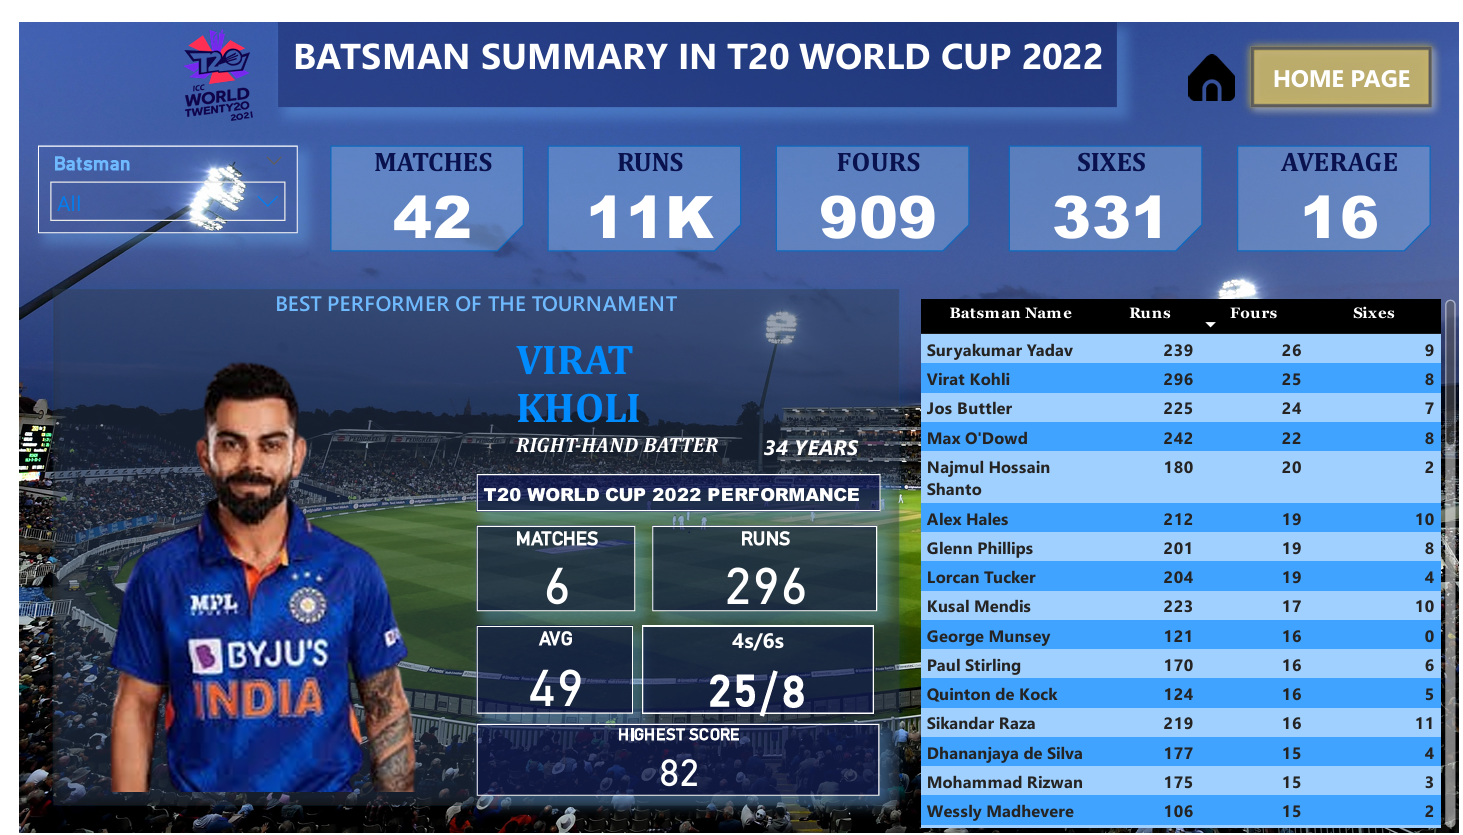 BATSMAN SUMMARY IN T20 WORLD CUP 2022
HOME PAGE
T20
ICC
WORLD
TWENTY20
2021
Batsman
All
MATCHES
42
RUNS
11K
FOURS
909
SIXES
331
AVERAGE
16
BEST PERFORMER OF THE TOURNAMENT
VIRAT
KHOLI
RIGHT-HAND BATTER 34 YEARS
T20 WORLD CUP 2022 PERFORMANCE
MATCHES
6
RUNS
296
AVG
49
4s/6s
25/8
HIGHEST SCORE
82
MPL
BYJU'S
INDIA
Batsman Name Runs Fours Sixes
Suryakumar Yadav 239 26 9
Virat Kohli 296 25 8
Jos Buttler 225 24 7
Max O'Dowd 242 22 8
Najmul Hossain 180 20 2
Shanto
Alex Hales 212 19 10
Glenn Phillips 201 19 8
Lorcan Tucker 204 19 4
Kusal Mendis 223 17 10
George Munsey 121 16 0
Paul Stirling 170 16 6
Quinton de Kock 124 16 5
Sikandar Raza 219 16 11
Dhananjaya de Silva 177 15 4
Mohammad Rizwan 175 15 3
Wessly Madhevere 106 15 2